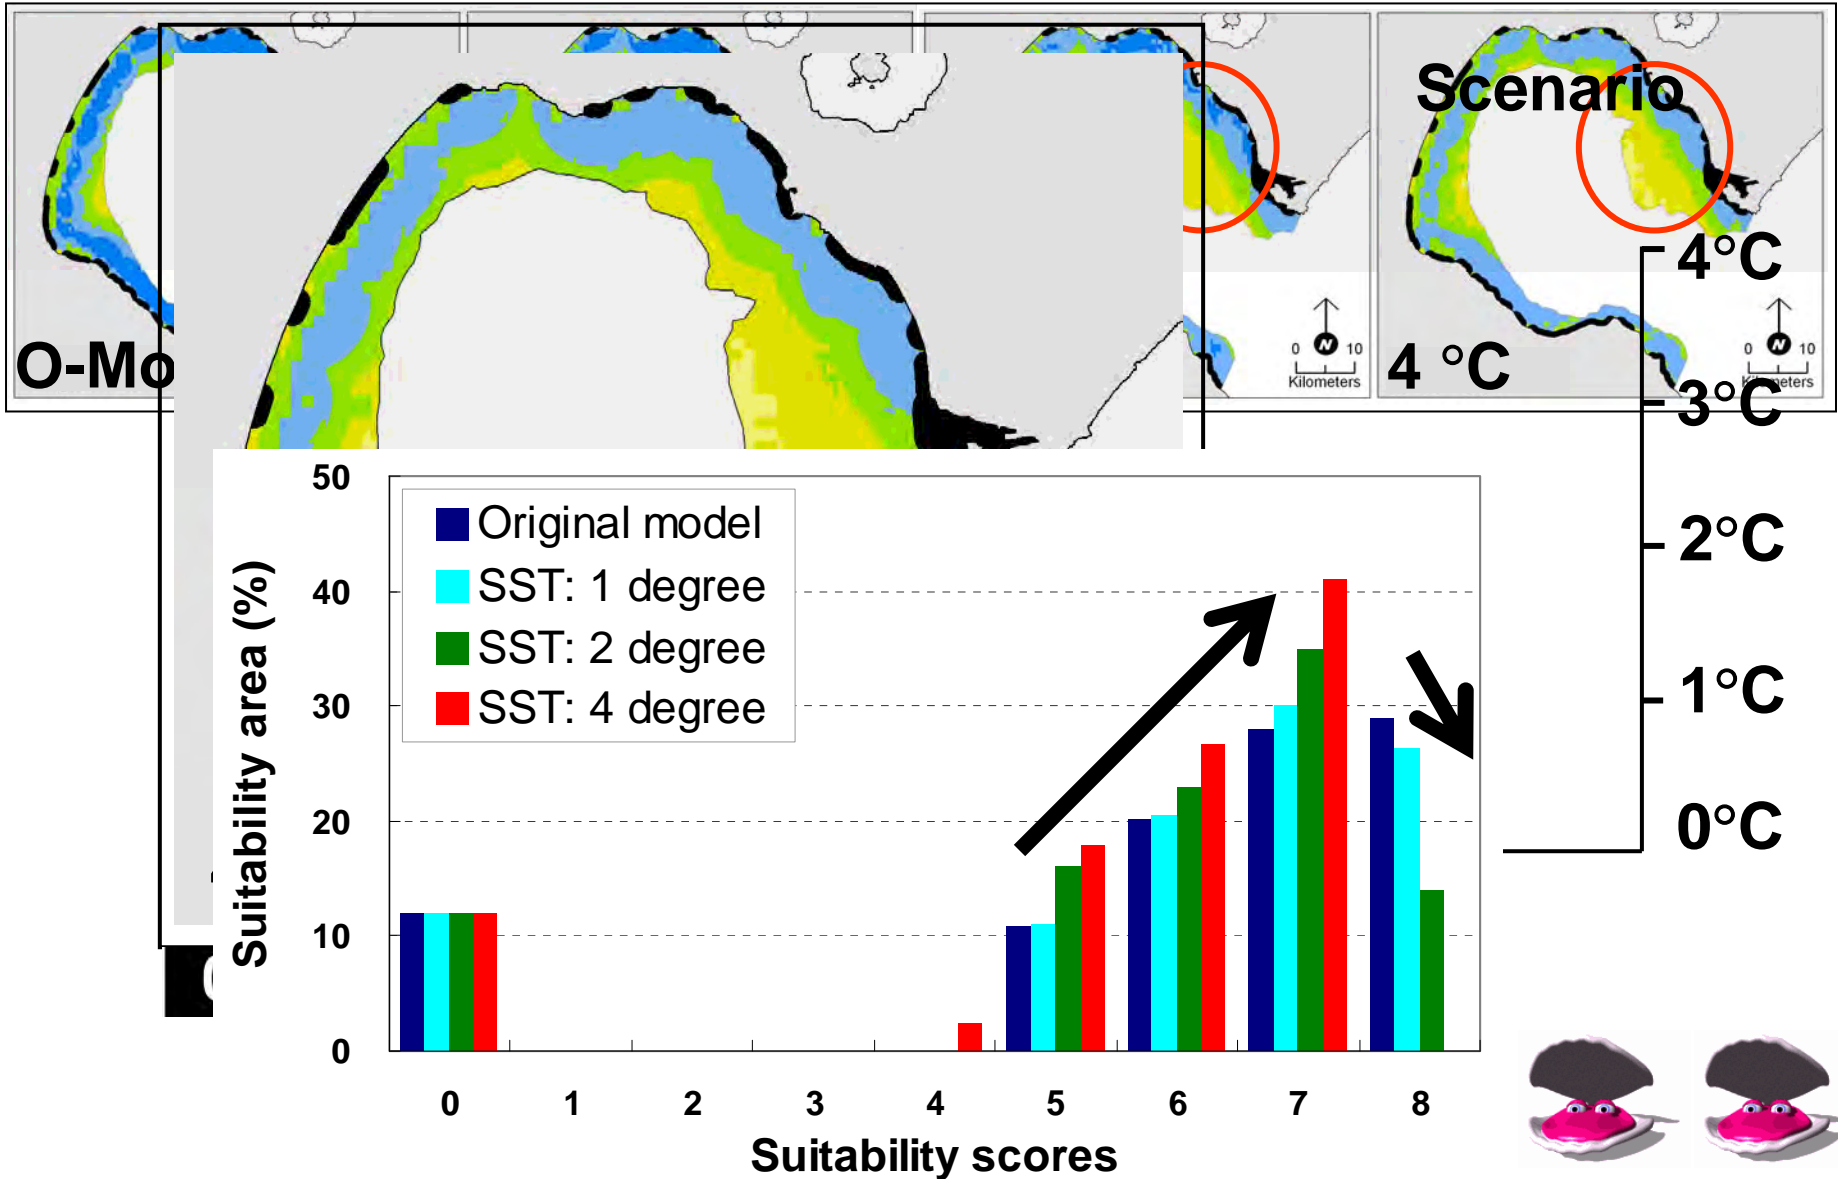 Scenario
4°C
O-Mo
0 N 10
Kilometers
4 °C
0 N 10
Kilometers
3°C
2°C
1°C
0°C
50
40
30
20
10
0
Suitability area (%)
Original model
SST: 1 degree
SST: 2 degree
SST: 4 degree
0 1 2 3 4 5 6 7 8
Suitability scores